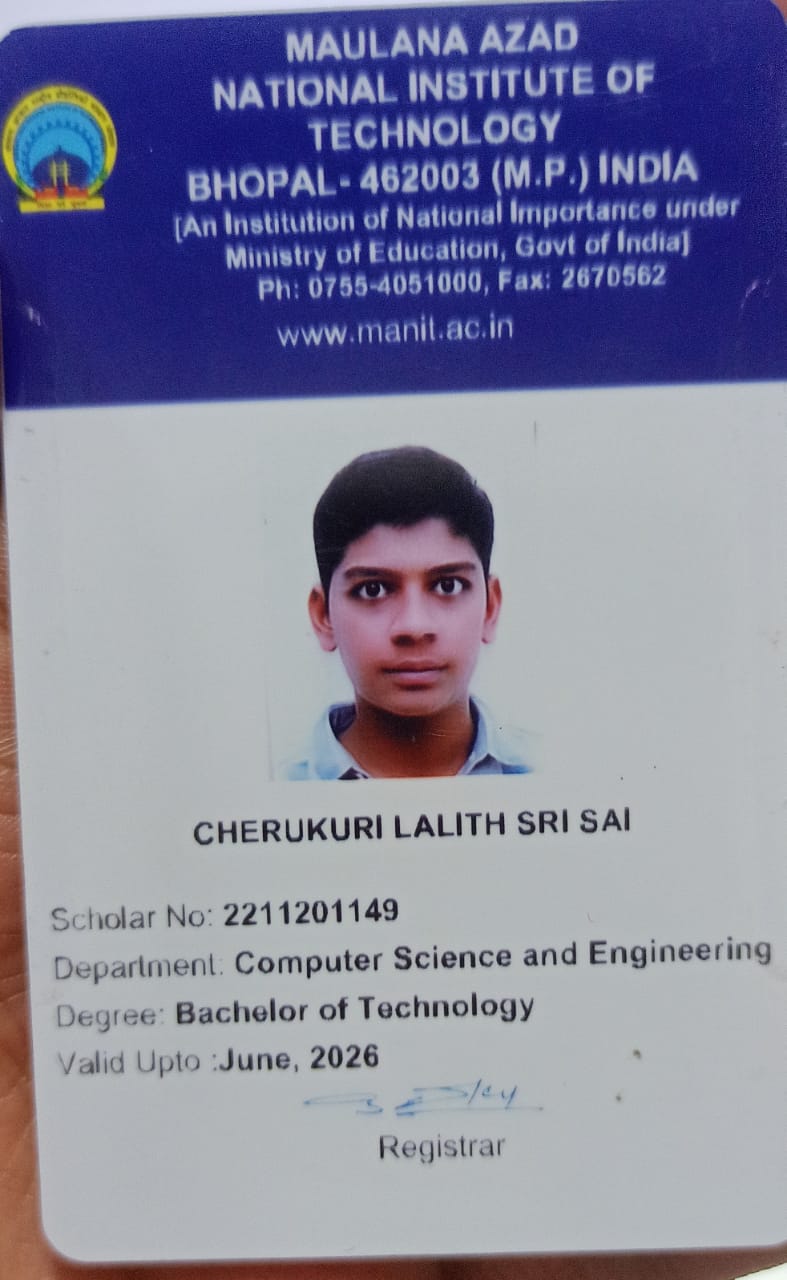 MAULANA AZAD
NATIONAL INSTITUTE OF
TECHNOLOGY
BHOPAL- 462003 (M.P.) INDIA
[An Institution of National Importance under
Ministry of Education, Govt of India]
Ph: 0755-4051000, Fax: 2670562
www.manit.ac.in
CHERUKURI LALITH SRI SAI
Scholar No: 2211201149
Department: Computer Science and Engineering
Degree: Bachelor of Technology
Valid Upto :June, 2026
Registrar